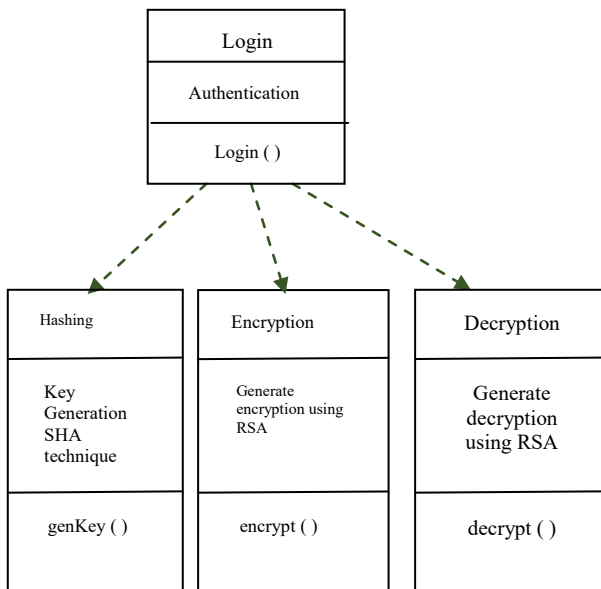 Login
Authentication
Login ( )
Hashing
Key
Generation
SHA
technique
genKey ( )
Encryption
Generate
encryption using
RSA
encrypt ( )
Decryption
Generate
decryption
using RSA
decrypt ( )